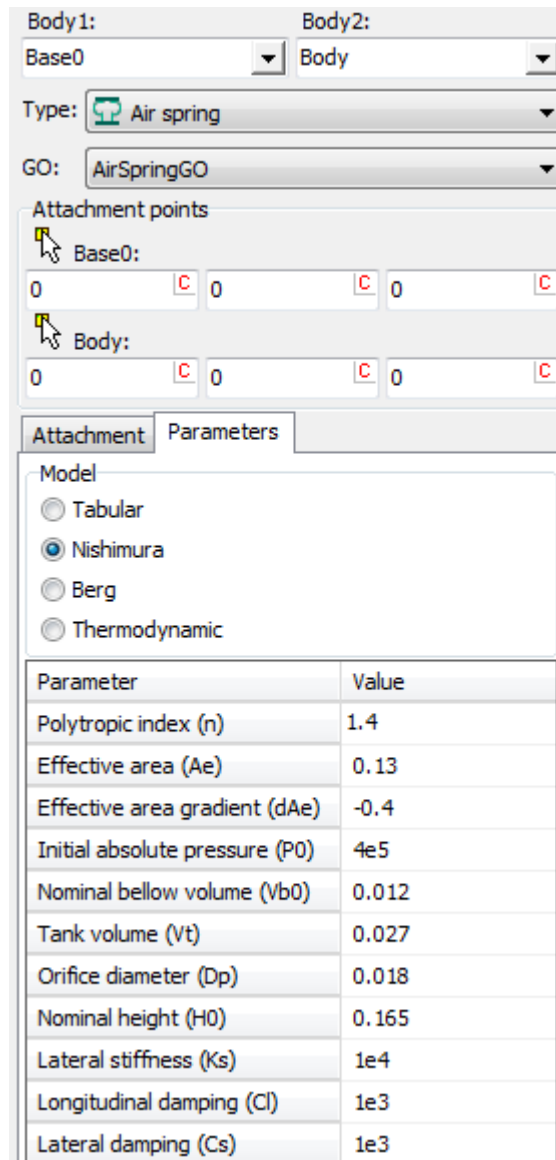 Body1: Body2:
Base0 Body
Type: Air spring
GO: AirSpringGO
Attachment points
Base0:
0 C 0 C 0 C
Body:
0 C 0 C 0 C
Attachment Parameters
Model
Tabular
Nishimura
Berg
Thermodynamic
Parameter Value
Polytropic index (n) 1.4
Effective area (Ae) 0.13
Effective area gradient (dAe) -0.4
Initial absolute pressure (P0) 4e5
Nominal bellow volume (Vb0) 0.012
Tank volume (Vt) 0.027
Orifice diameter (Dp) 0.018
Nominal height (H0) 0.165
Lateral stiffness (Ks) 1e4
Longitudinal damping (Cl) 1e3
Lateral damping (Cs) 1e3